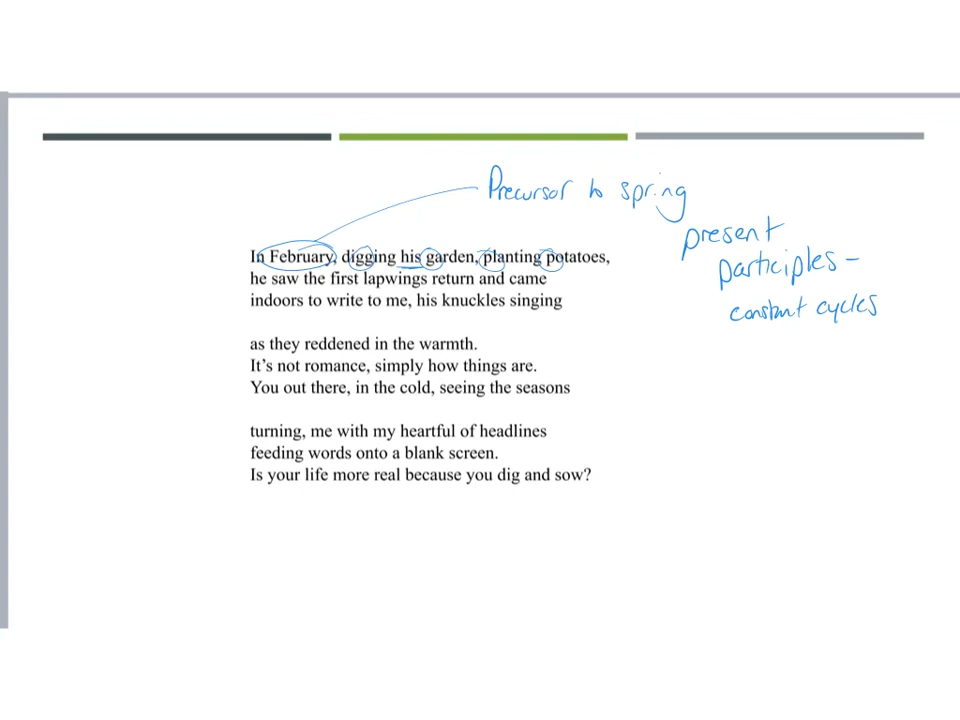 Precursor to spring
present
participles -
constant cycles
In February, digging his garden, planting potatoes,
he saw the first lapwings return and came
indoors to write to me, his knuckles singing
as they reddened in the warmth.
It’s not romance, simply how things are.
You out there, in the cold, seeing the seasons
turning, me with my heartful of headlines
feeding words onto a blank screen.
Is your life more real because you dig and sow?